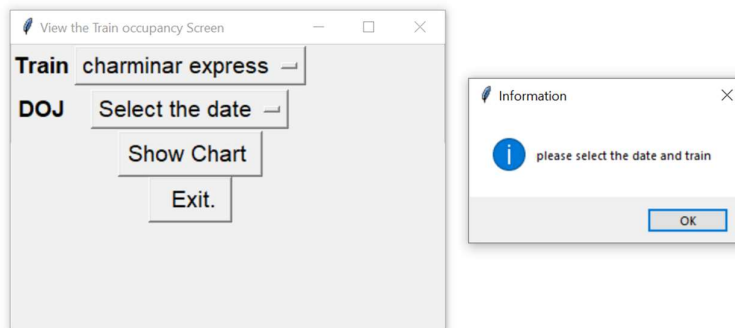 View the Train occupancy Screen
Train charminar express
DOJ Select the date
Show Chart
Exit.
Information
please select the date and train
OK